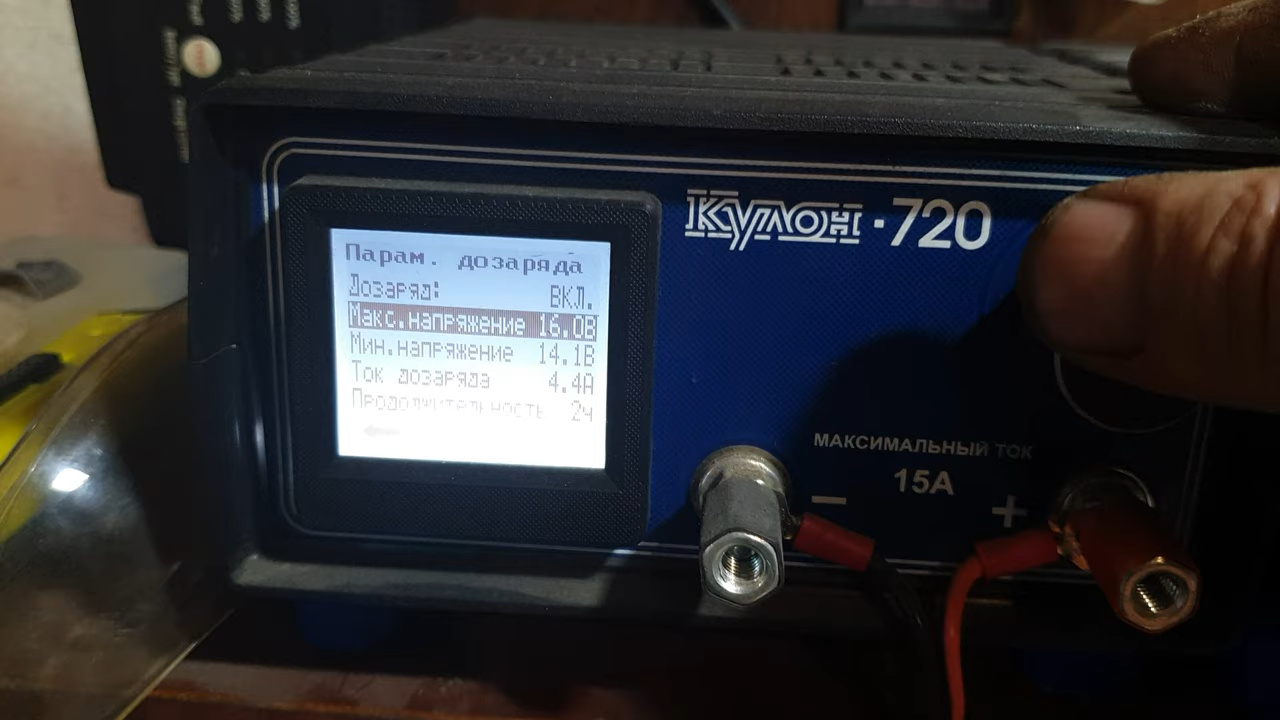 Кулон·720
Парам. дозаряда
Дозаряд: ВКЛ.
Макс.напряжение 16.0В
Мин.напряжение 14.1В
Ток дозаряда 4.4А
Продолжительность 2ч
МАКСИМАЛЬНЫЙ ТОК
15А
− +